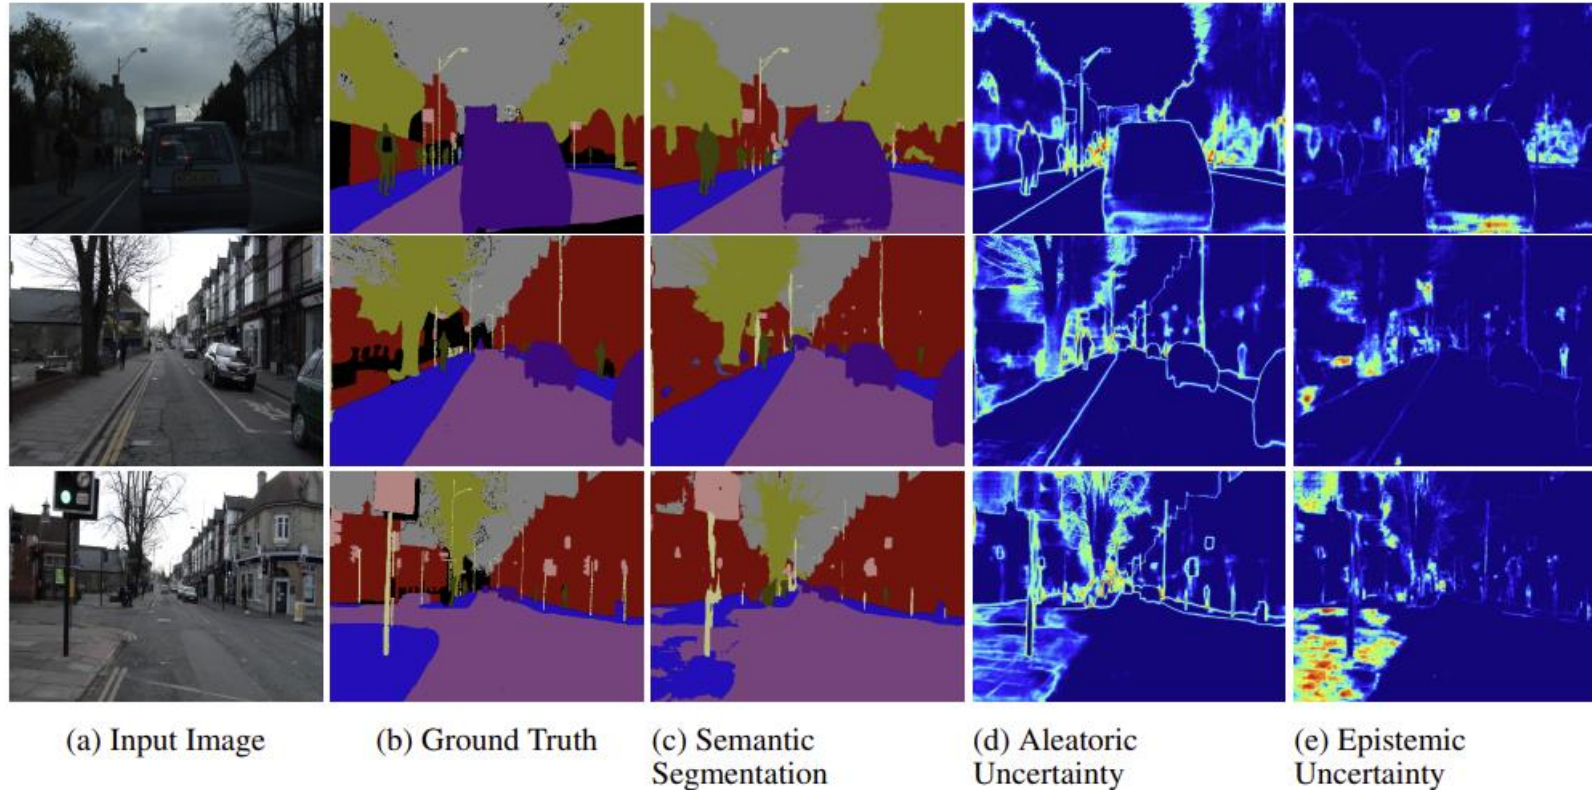 (a) Input Image
(b) Ground Truth
(c) Semantic
Segmentation
(d) Aleatoric
Uncertainty
(e) Epistemic
Uncertainty